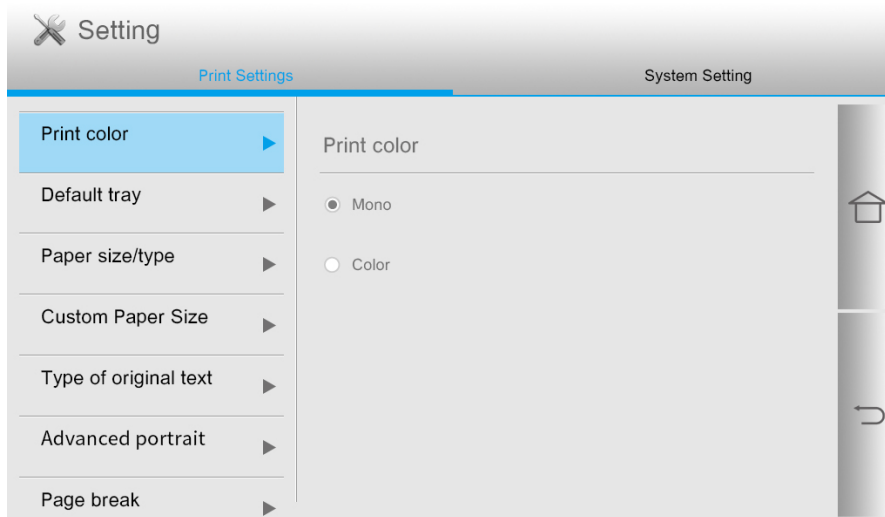 Setting
Print Settings
System Setting
Print color
Default tray
Paper size/type
Custom Paper Size
Type of original text
Advanced portrait
Page break
Print color
Mono
Color